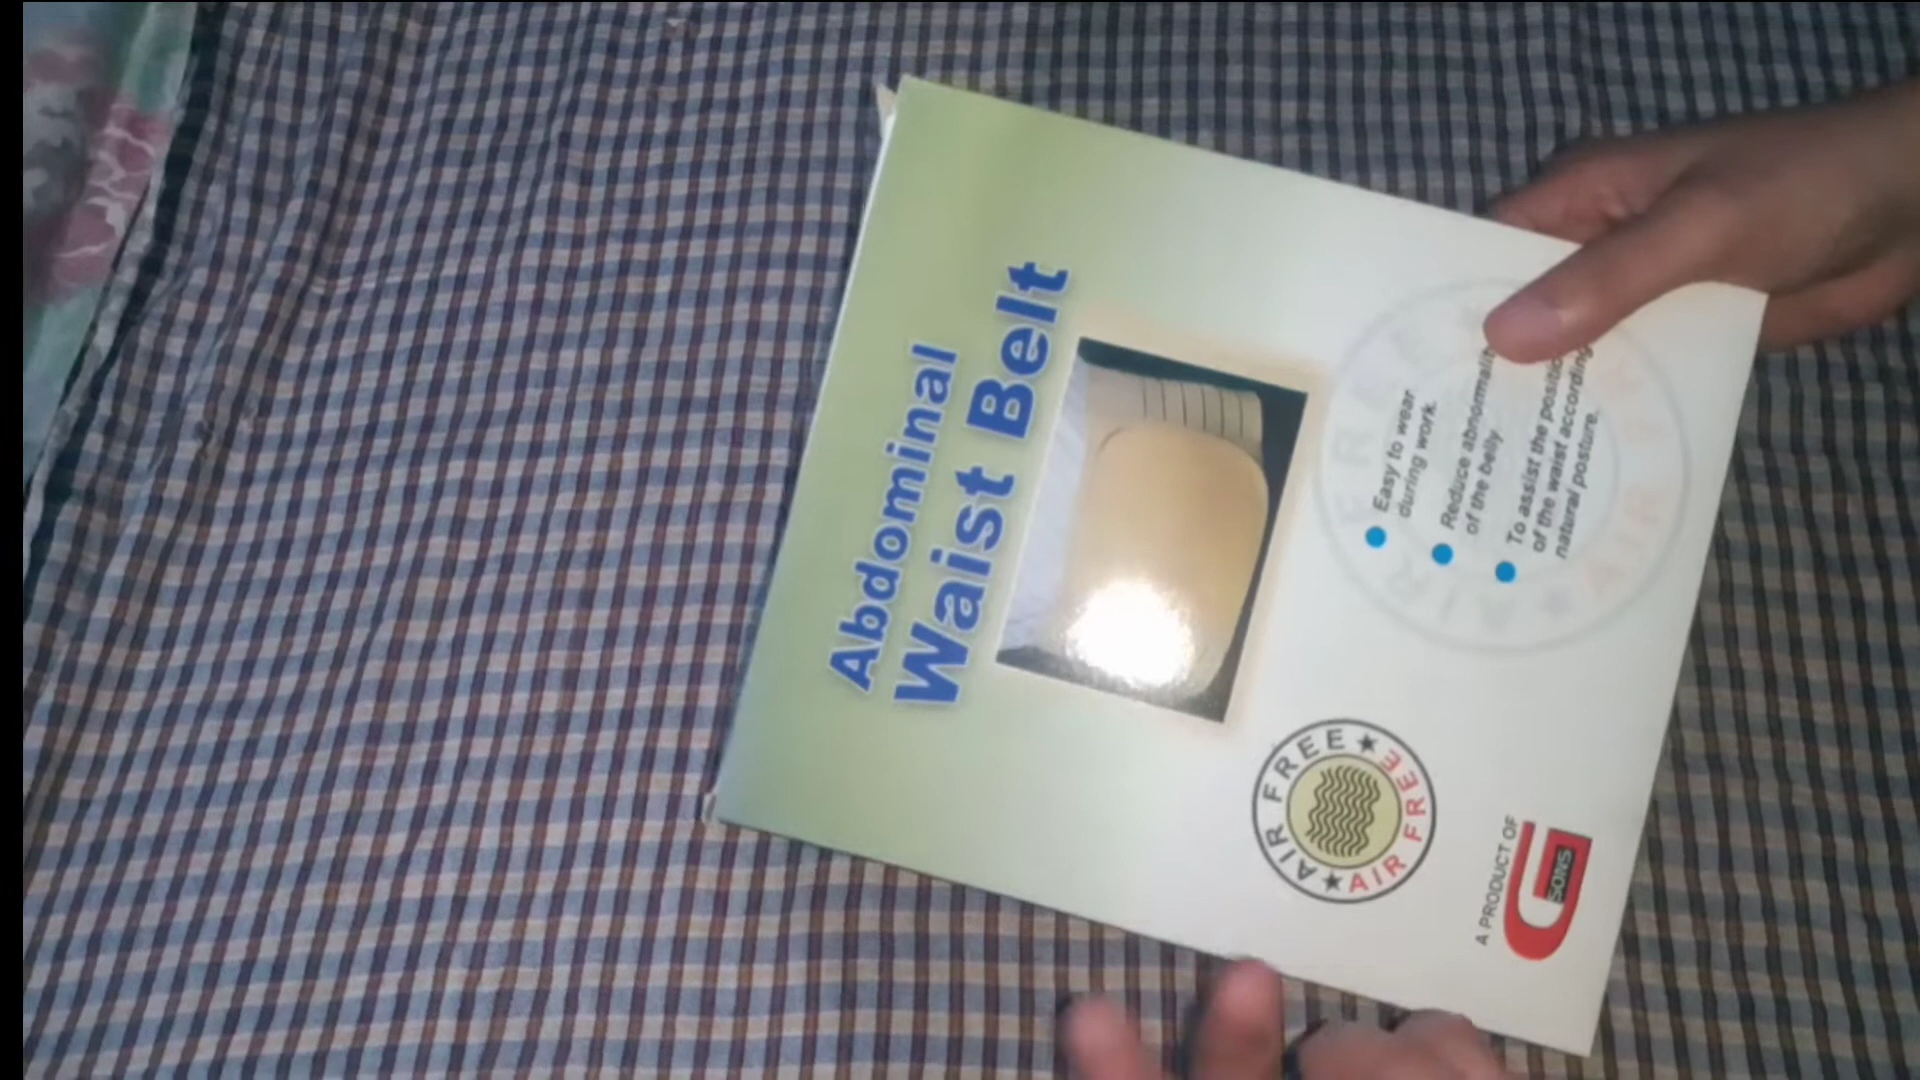 Abdominal
Waist Belt
Easy to wear
during work.
Reduce abnormality
of the belly.
To assist the position
of the waist according
natural posture.
AIR FREE ★ AIR FREE ★
A PRODUCT OF
G
SONS